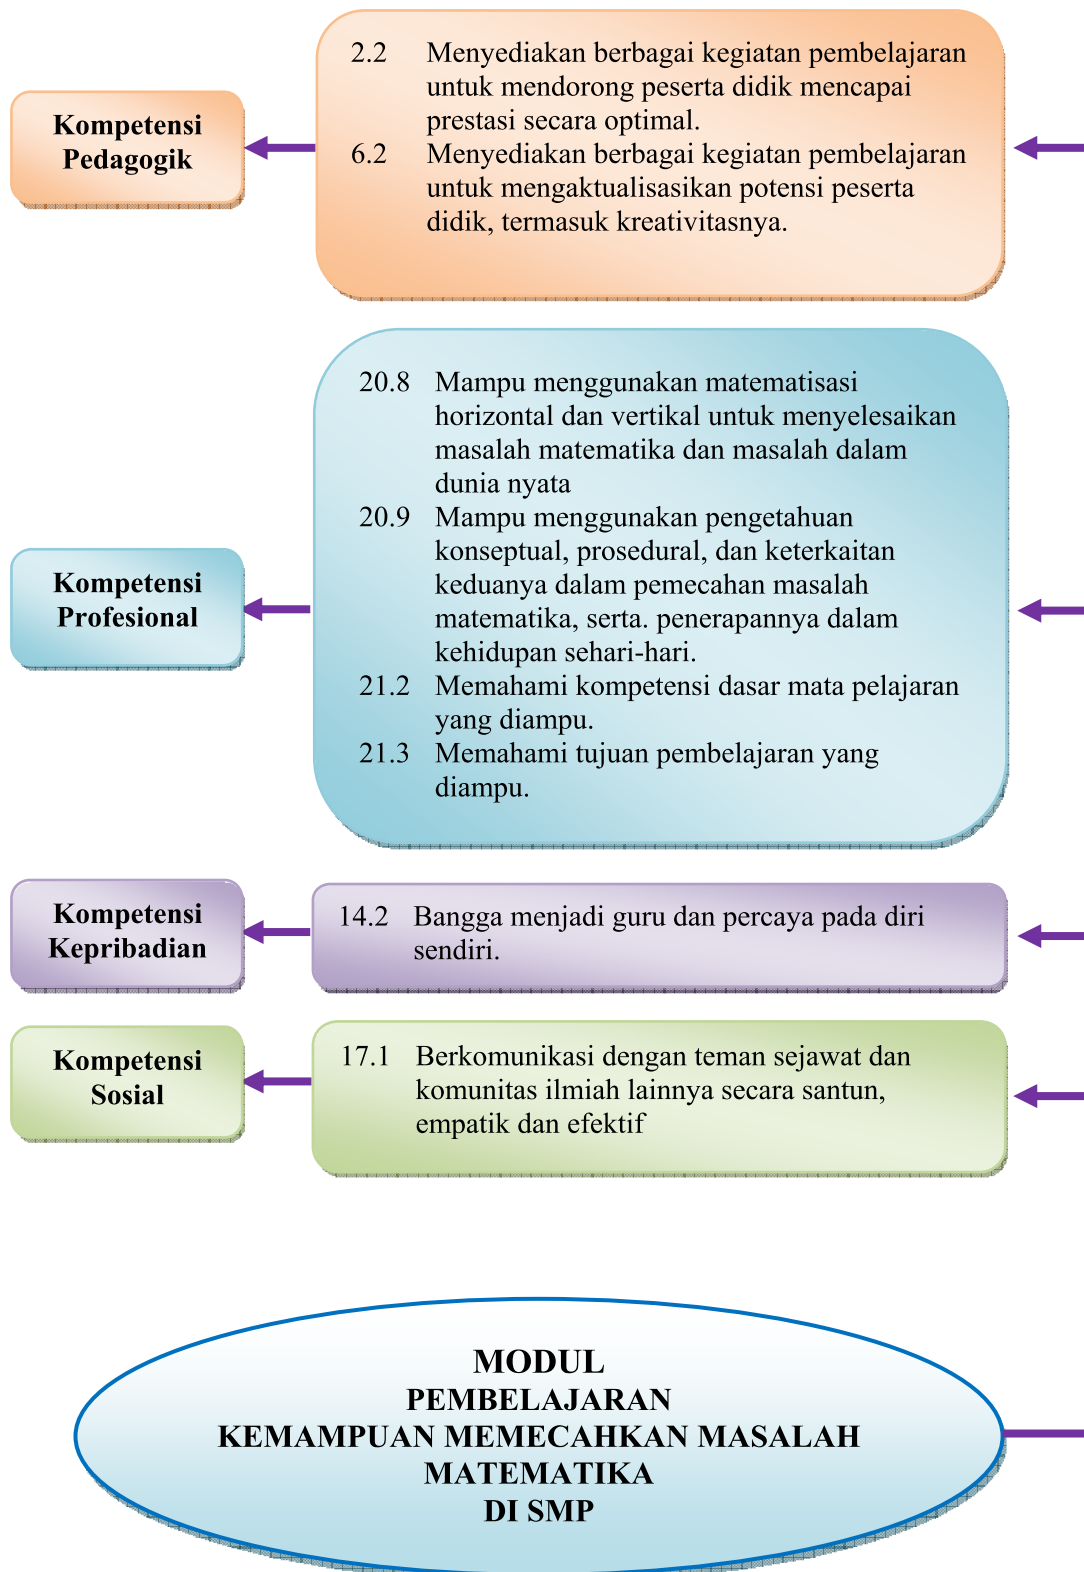 Kompetensi
Pedagogik
2.2 Menyediakan berbagai kegiatan pembelajaran
untuk mendorong peserta didik mencapai
prestasi secara optimal.
6.2 Menyediakan berbagai kegiatan pembelajaran
untuk mengaktualisasikan potensi peserta
didik, termasuk kreativitasnya.
Kompetensi
Profesional
20.8 Mampu menggunakan matematisasi
horizontal dan vertikal untuk menyelesaikan
masalah matematika dan masalah dalam
dunia nyata
20.9 Mampu menggunakan pengetahuan
konseptual, prosedural, dan keterkaitan
keduanya dalam pemecahan masalah
matematika, serta. penerapannya dalam
kehidupan sehari-hari.
21.2 Memahami kompetensi dasar mata pelajaran
yang diampu.
21.3 Memahami tujuan pembelajaran yang
diampu.
Kompetensi
Kepribadian
14.2 Bangga menjadi guru dan percaya pada diri
sendiri.
Kompetensi
Sosial
17.1 Berkomunikasi dengan teman sejawat dan
komunitas ilmiah lainnya secara santun,
empatik dan efektif
MODUL
PEMBELAJARAN
KEMAMPUAN MEMECAHKAN MASALAH
MATEMATIKA
DI SMP